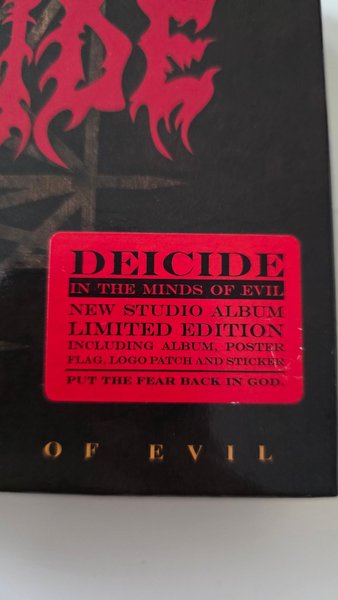 IDE
DEICIDE
IN THE MINDS OF EVIL
NEW STUDIO ALBUM
LIMITED EDITION
INCLUDING ALBUM, POSTER
FLAG, LOGO PATCH AND STICKER
PUT THE FEAR BACK IN GOD.
OF EVIL